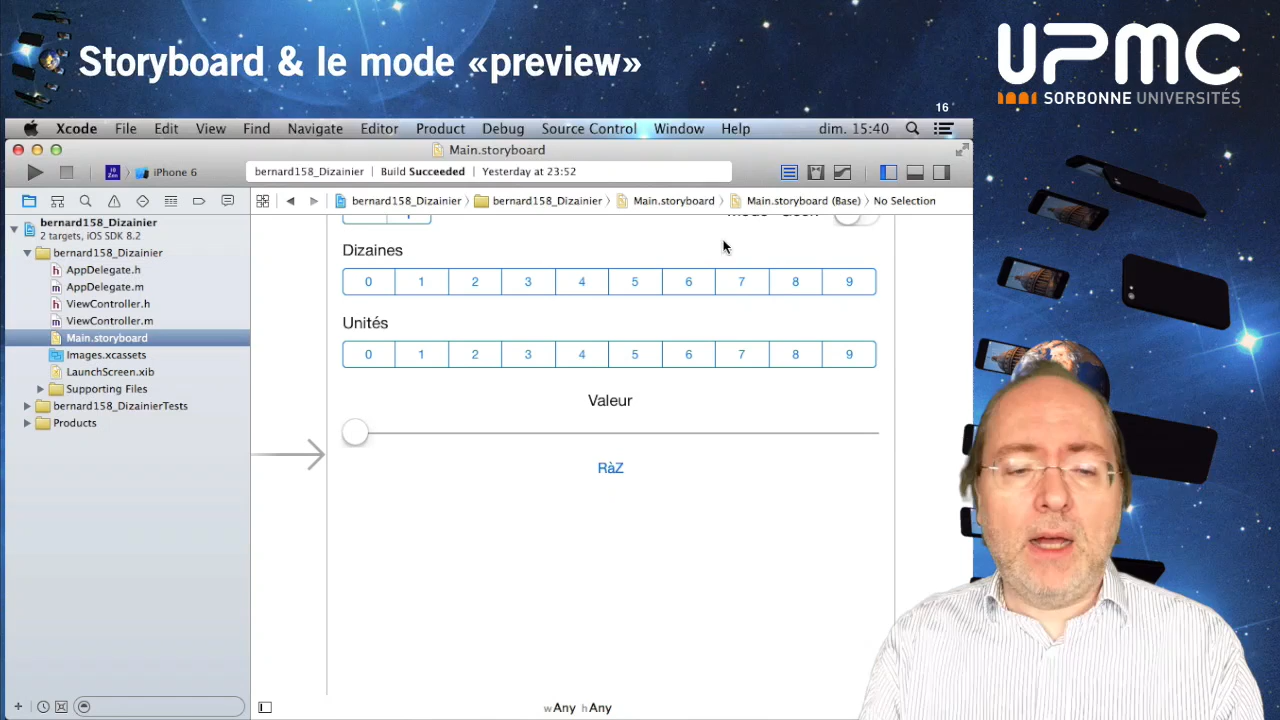 Storyboard & le mode «preview»
UPMC
SORBONNE UNIVERSITÉS
16
Xcode File Edit View Find Navigate Editor Product Debug Source Control Window Help dim. 15:40
Main.storyboard
iPhone 6
bernard158_Dizainier Build Succeeded Yesterday at 23:52
bernard158_Dizainier bernard158_Dizainier Main.storyboard Main.storyboard (Base) No Selection
bernard158_Dizainier
2 targets, iOS SDK 8.2
bernard158_Dizainier
AppDelegate.h
AppDelegate.m
ViewController.h
ViewController.m
Main.storyboard
Images.xcassets
LaunchScreen.xib
Supporting Files
bernard158_DizainierTests
Products
Dizaines
0 1 2 3 4 5 6 7 8 9
Unités
0 1 2 3 4 5 6 7 8 9
Valeur
RàZ
wAny hAny